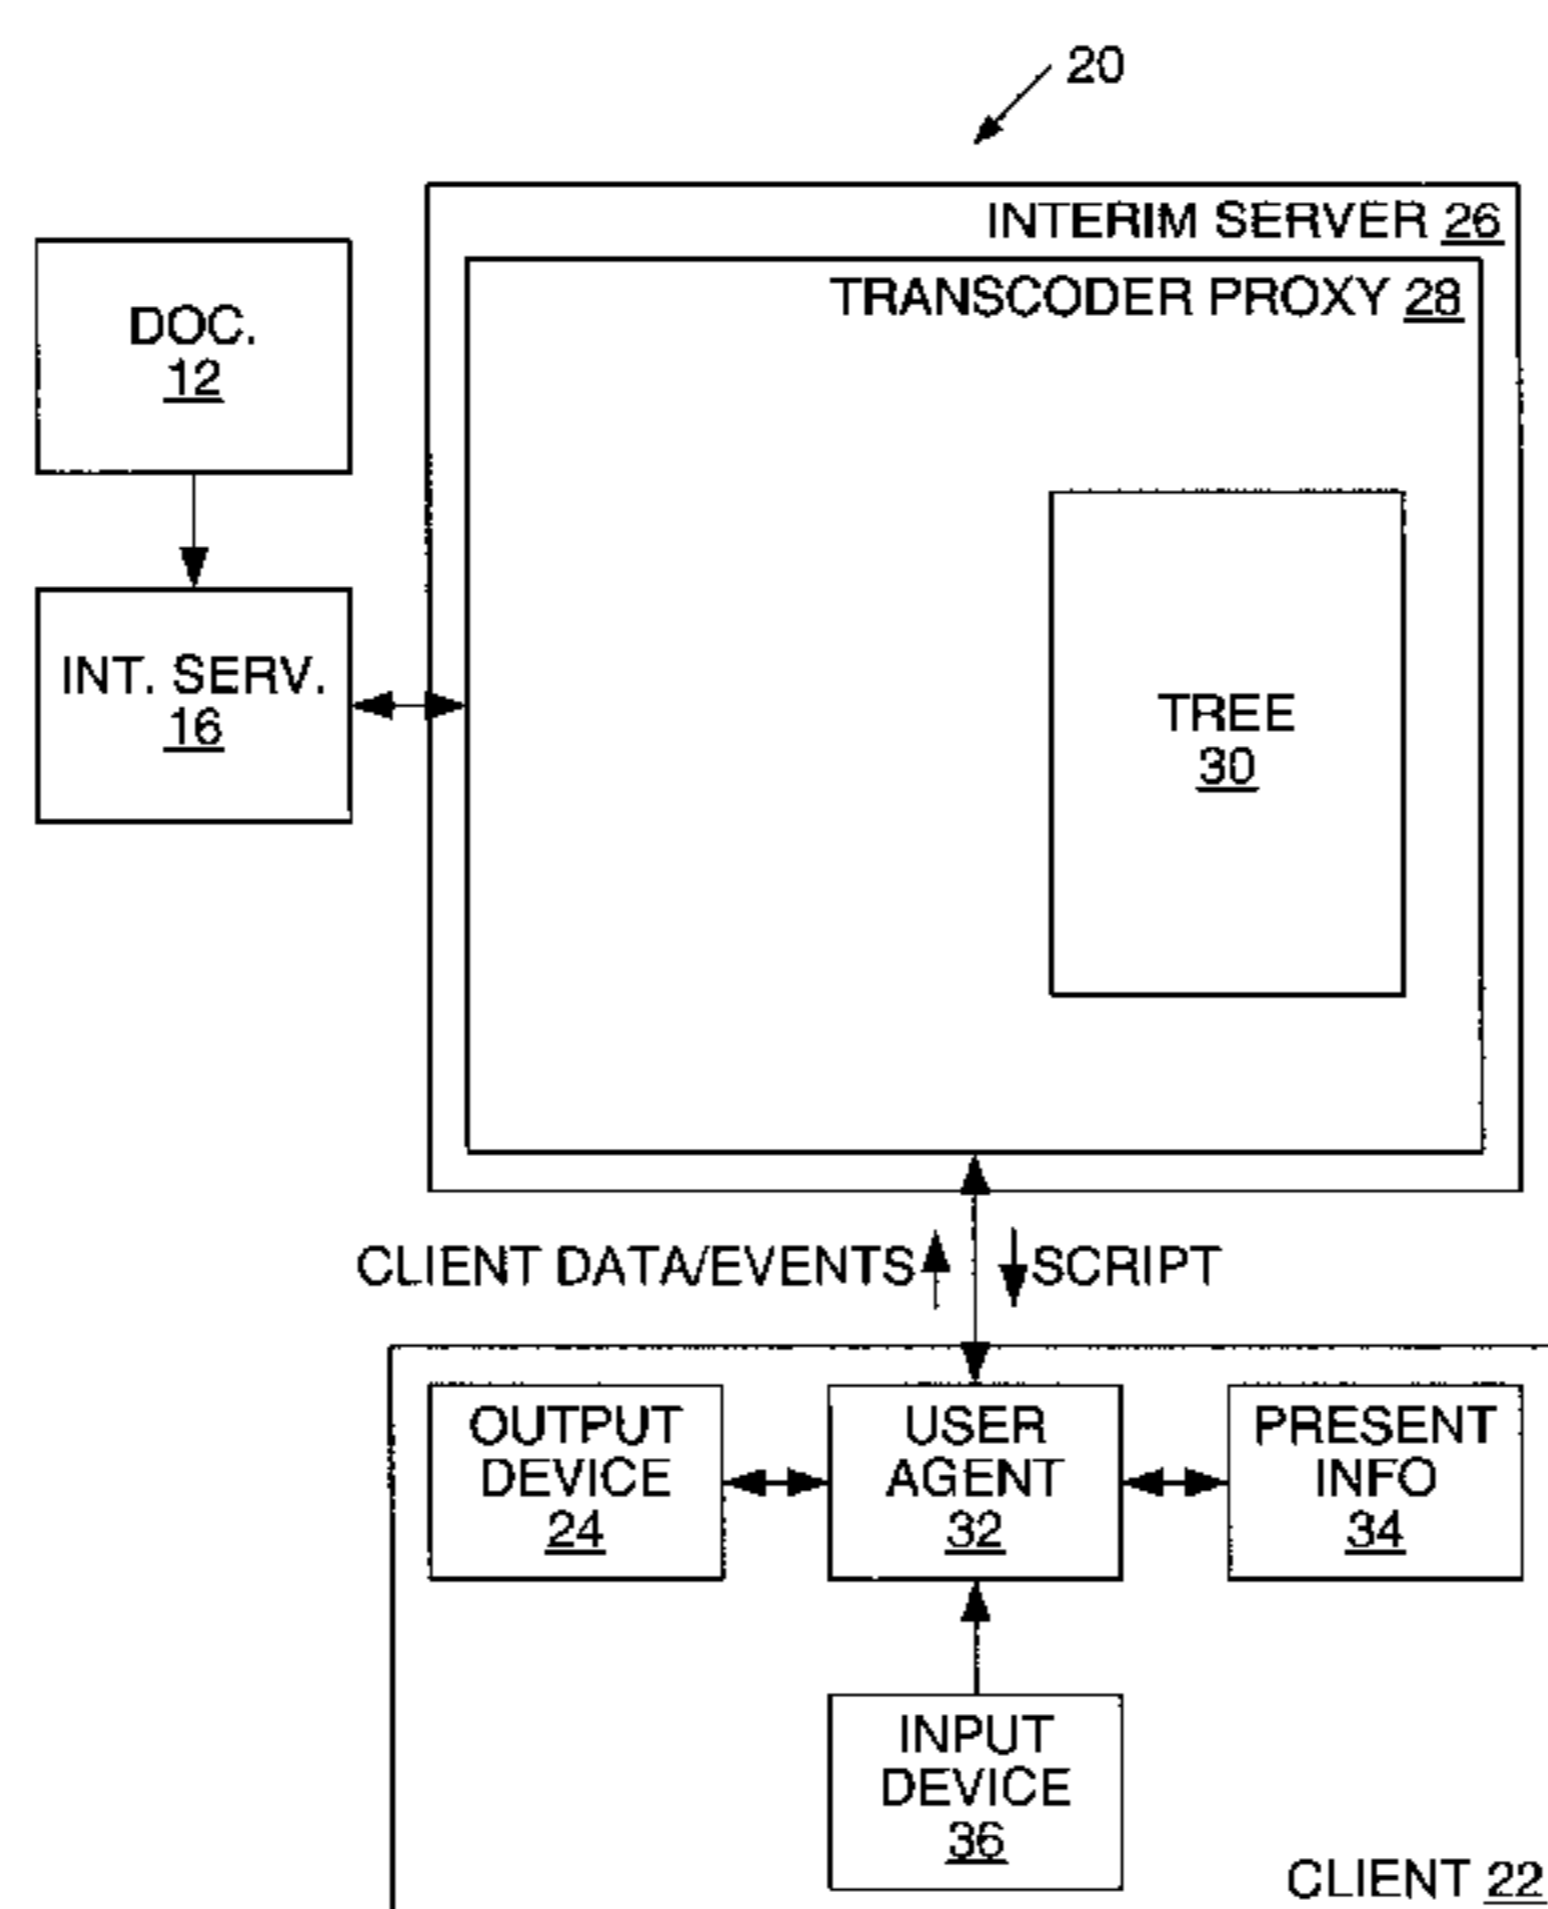 20
INTERIM SERVER 26
TRANSCODER PROXY 28
DOC.
12
INT. SERV.
16
TREE
30
CLIENT DATA/EVENTS
SCRIPT
OUTPUT
DEVICE
24
USER
AGENT
32
PRESENT
INFO
34
INPUT
DEVICE
36
CLIENT 22